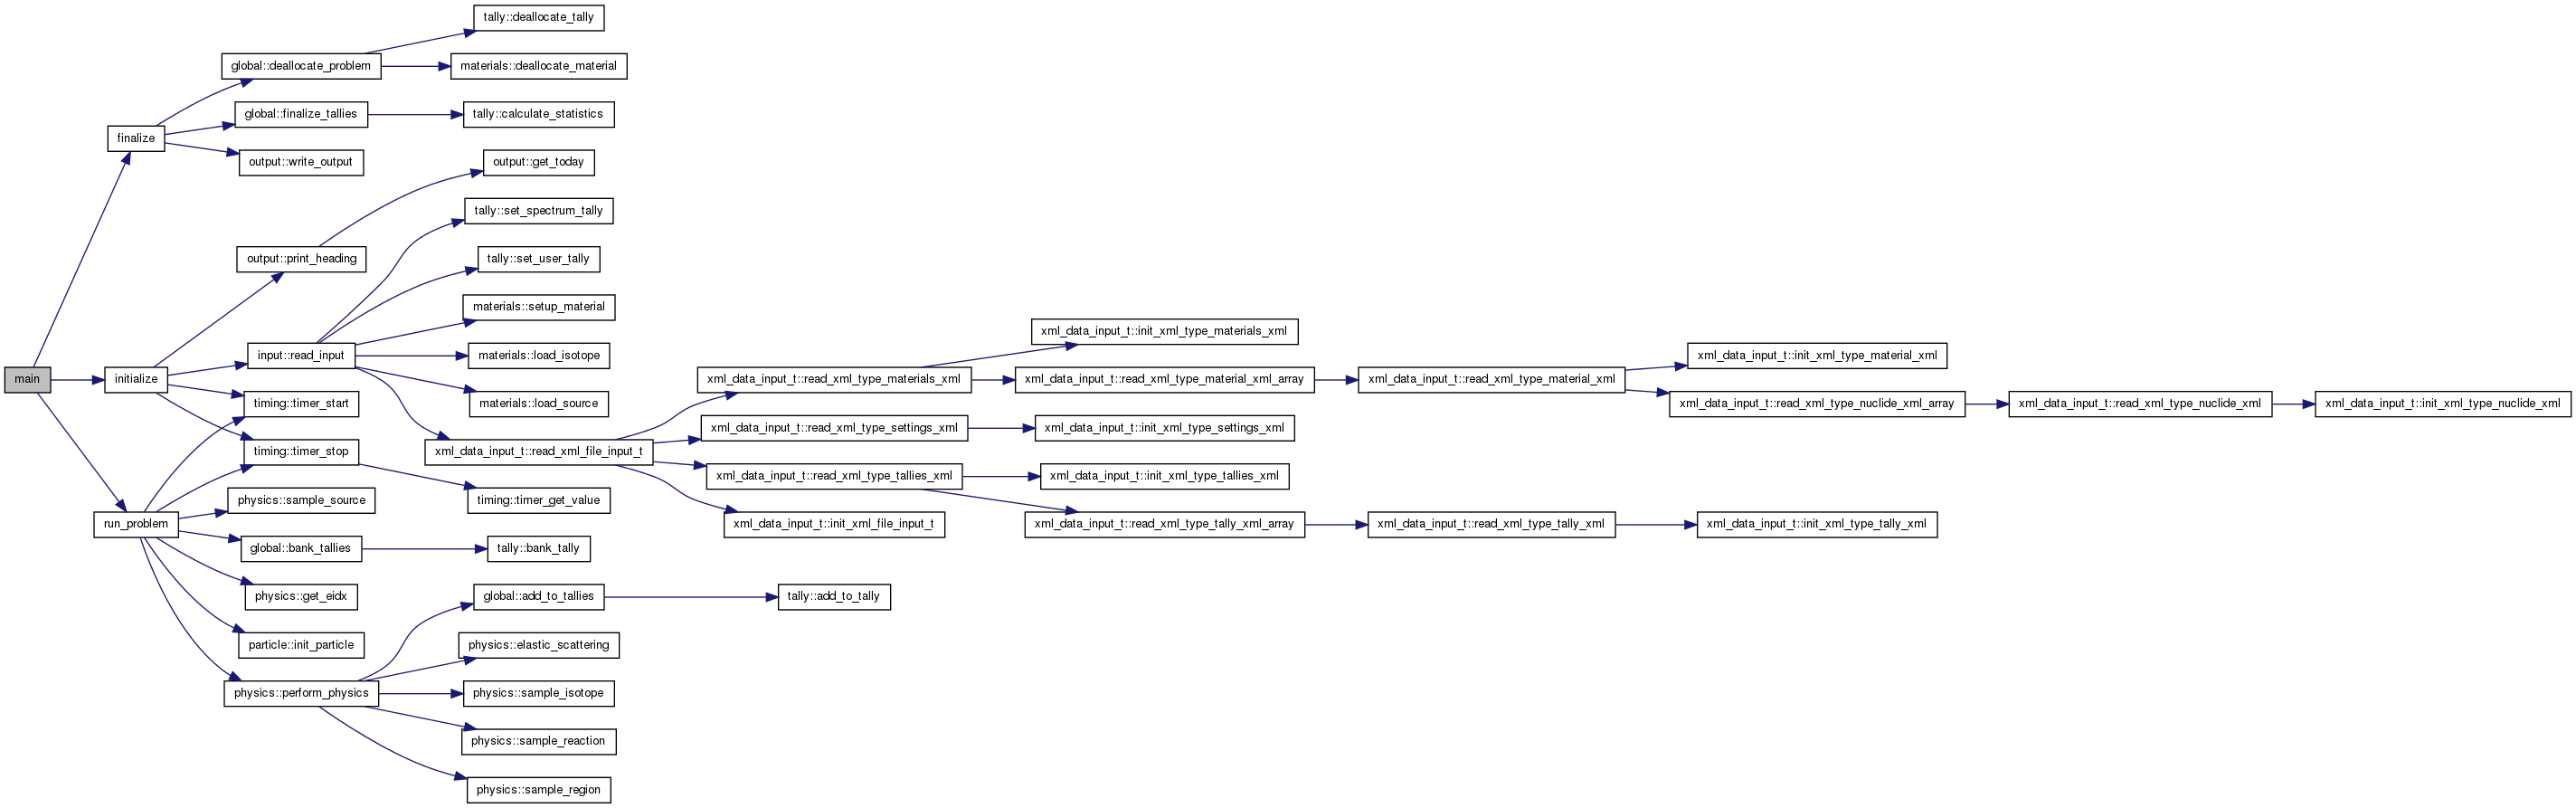 tally::deallocate_tally
global::deallocate_problem
materials::deallocate_material
global::finalize_tallies
tally::calculate_statistics
finalize
output::write_output
output::get_today
tally::set_spectrum_tally
output::print_heading
tally::set_user_tally
materials::setup_material
xml_data_input_t::init_xml_type_materials_xml
input::read_input
materials::load_isotope
xml_data_input_t::init_xml_type_material_xml
main
initialize
xml_data_input_t::read_xml_type_materials_xml
xml_data_input_t::read_xml_type_material_xml_array
xml_data_input_t::read_xml_type_material_xml
timing::timer_start
materials::load_source
xml_data_input_t::read_xml_type_nuclide_xml_array
xml_data_input_t::read_xml_type_nuclide_xml
xml_data_input_t::init_xml_type_nuclide_xml
xml_data_input_t::read_xml_type_settings_xml
xml_data_input_t::init_xml_type_settings_xml
timing::timer_stop
xml_data_input_t::read_xml_file_input_t
xml_data_input_t::read_xml_type_tallies_xml
xml_data_input_t::init_xml_type_tallies_xml
physics::sample_source
timing::timer_get_value
run_problem
xml_data_input_t::init_xml_file_input_t
xml_data_input_t::read_xml_type_tally_xml_array
xml_data_input_t::read_xml_type_tally_xml
xml_data_input_t::init_xml_type_tally_xml
global::bank_tallies
tally::bank_tally
physics::get_eidx
global::add_to_tallies
tally::add_to_tally
particle::init_particle
physics::elastic_scattering
physics::perform_physics
physics::sample_isotope
physics::sample_reaction
physics::sample_region